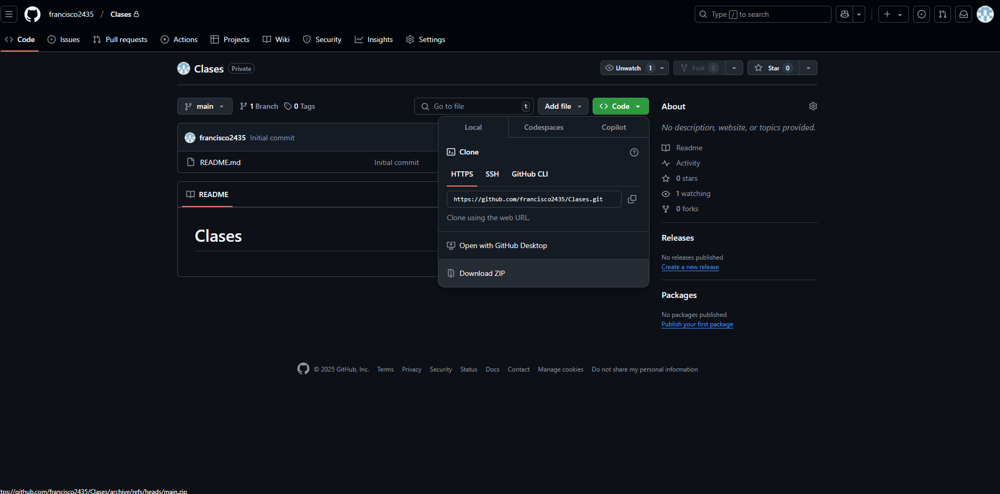 francisco2435 / Clases
Type / to search
Code
Issues
Pull requests
Actions
Projects
Wiki
Security
Insights
Settings
Clases Private
Unwatch 1
Fork 0
Star 0
main
1 Branch
0 Tags
Go to file t
Add file
Code
francisco2435 Initial commit
README.md Initial commit
README
Clases
Local
Codespaces
Copilot
Clone
HTTPS
SSH
GitHub CLI
https://github.com/francisco2435/Clases.git
Clone using the web URL.
Open with GitHub Desktop
Download ZIP
About
No description, website, or topics provided.
Readme
Activity
0 stars
1 watching
0 forks
Releases
No releases published
Create a new release
Packages
No packages published
Publish your first package
© 2025 GitHub, Inc. Terms Privacy Security Status Docs Contact Manage cookies Do not share my personal information
ttps://github.com/francisco2435/Clases/archive/refs/heads/main.zip